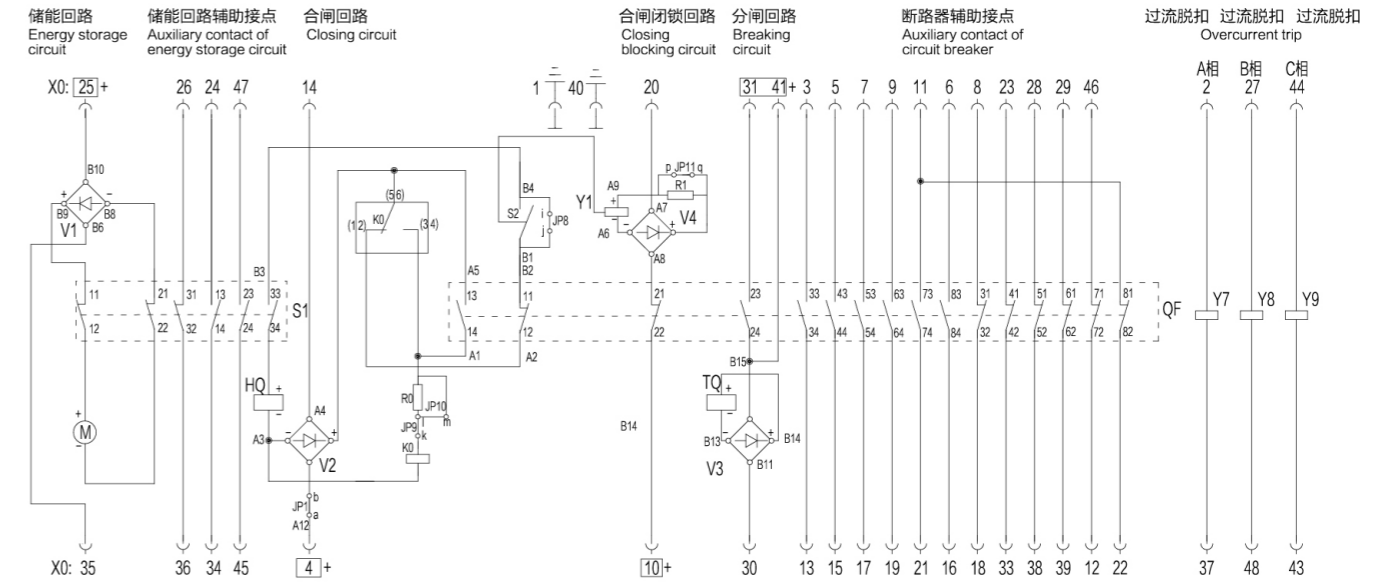 储能回路 储能回路辅助接点 合闸回路 合闸闭锁回路 分闸回路 断路器辅助接点 过流脱扣 过流脱扣 过流脱扣
Energy storage Auxiliary contact of Closing circuit Closing Breaking Auxiliary contact of Overcurrent trip
circuit energy storage circuit blocking circuit circuit circuit breaker
A相 B相 C相
X0: 25 + 26 24 47 14 1 40 20 31 41+ 3 5 7 9 11 6 8 23 28 29 46 2 27 44
B10
p JP11 q
+ - (5 6) B4 A9 R1
B9 B8 S2 i JP8 Y1 + A7 V4
V1 B6 (1 2) K0 (3 4) j - A6 - +
B1 A8
B3 A5 B2
11 21 31 13 23 33 13 11 21 23 33 43 53 63 73 83 31 41 51 61 71 81
S1 QF Y7 Y8 Y9
12 22 32 14 24 34 14 12 22 24 34 44 54 64 74 84 32 42 52 62 72 82
A1 A2 B15
HQ + TQ +
- R0 JP10 -
A4 l m
+ JP9 k B14
M A3 - + K0 B13 - + B14
- V2 V3 B11
b
JP1 a
A12
X0: 35 36 34 45 4 + 10 + 30 13 15 17 19 21 16 18 33 38 39 12 22 37 48 43